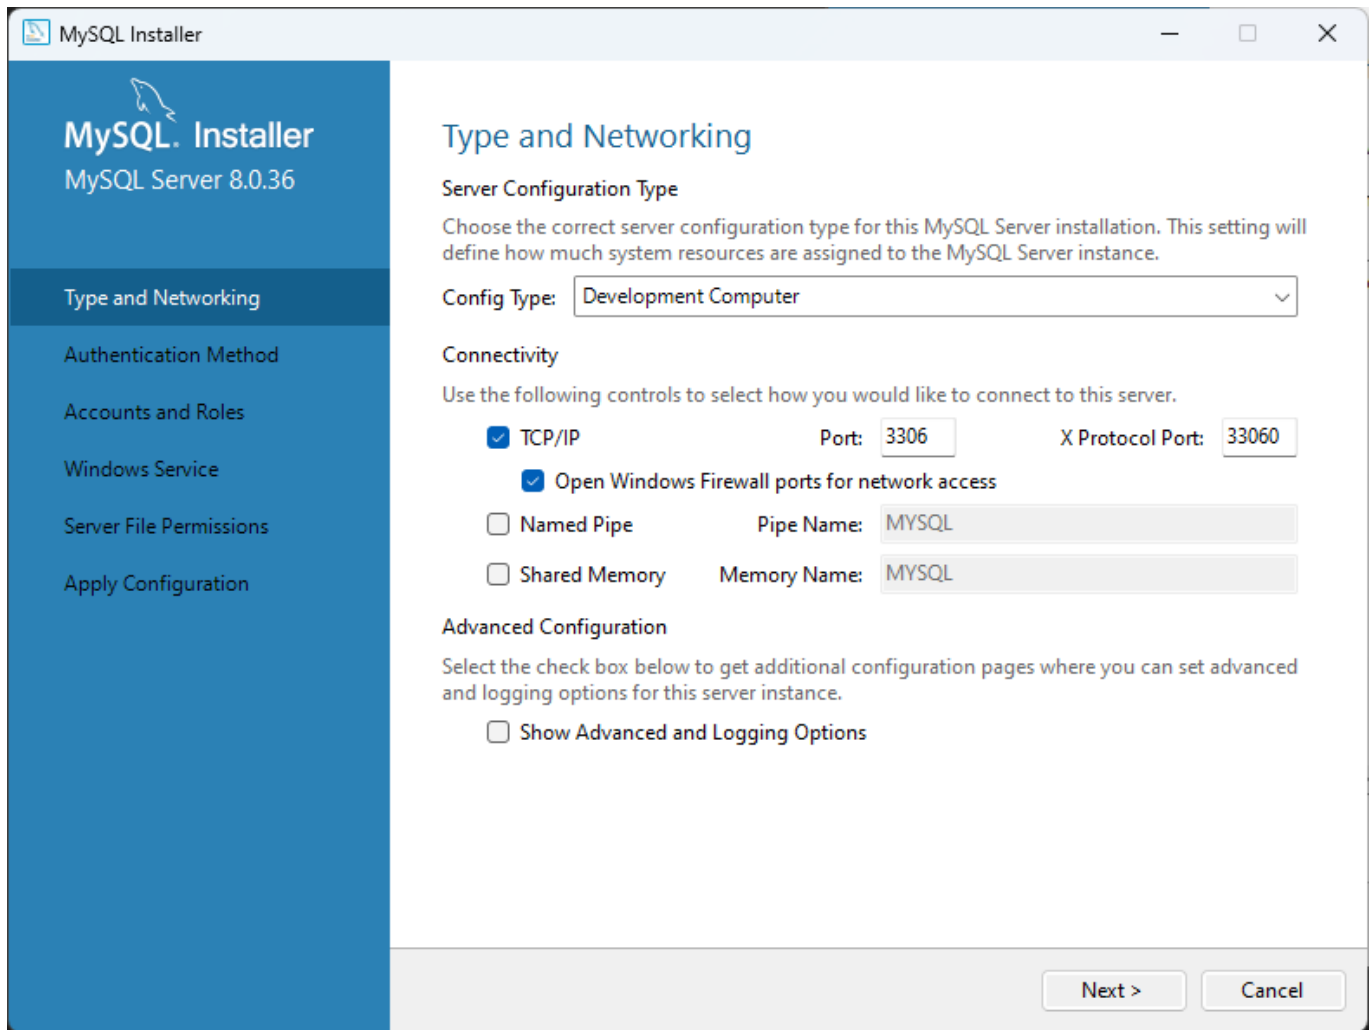 MySQL Installer
MySQL. Installer
MySQL Server 8.0.36
Type and Networking
Authentication Method
Accounts and Roles
Windows Service
Server File Permissions
Apply Configuration
Type and Networking
Server Configuration Type
Choose the correct server configuration type for this MySQL Server installation. This setting will
define how much system resources are assigned to the MySQL Server instance.
Config Type: Development Computer
Connectivity
Use the following controls to select how you would like to connect to this server.
TCP/IP Port: 3306 X Protocol Port: 33060
Open Windows Firewall ports for network access
Named Pipe Pipe Name: MYSQL
Shared Memory Memory Name: MYSQL
Advanced Configuration
Select the check box below to get additional configuration pages where you can set advanced
and logging options for this server instance.
Show Advanced and Logging Options
Next > Cancel